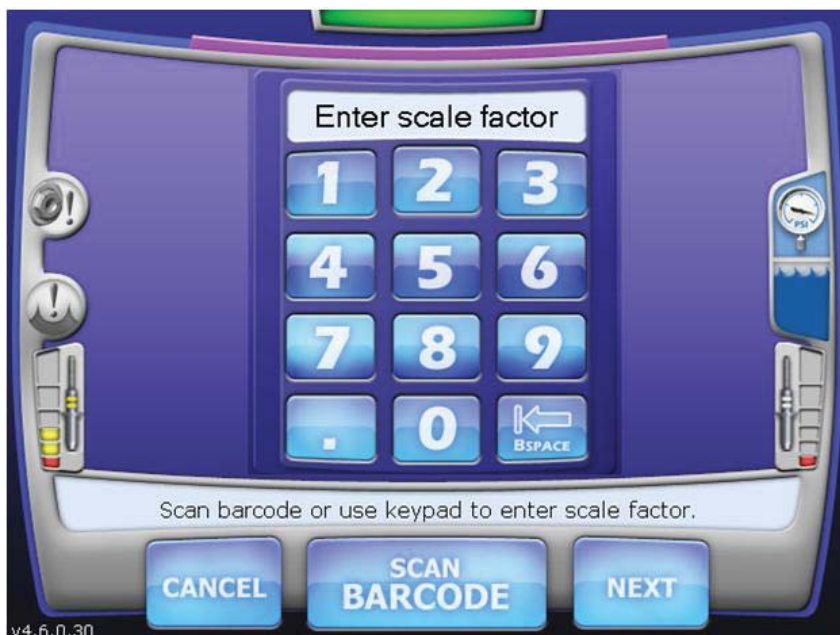 Enter scale factor
1 2 3
4 5 6
7 8 9
. 0 BSPACE
!
!
PSI
Scan barcode or use keypad to enter scale factor.
CANCEL
SCAN
BARCODE
NEXT
v4.6.0.30